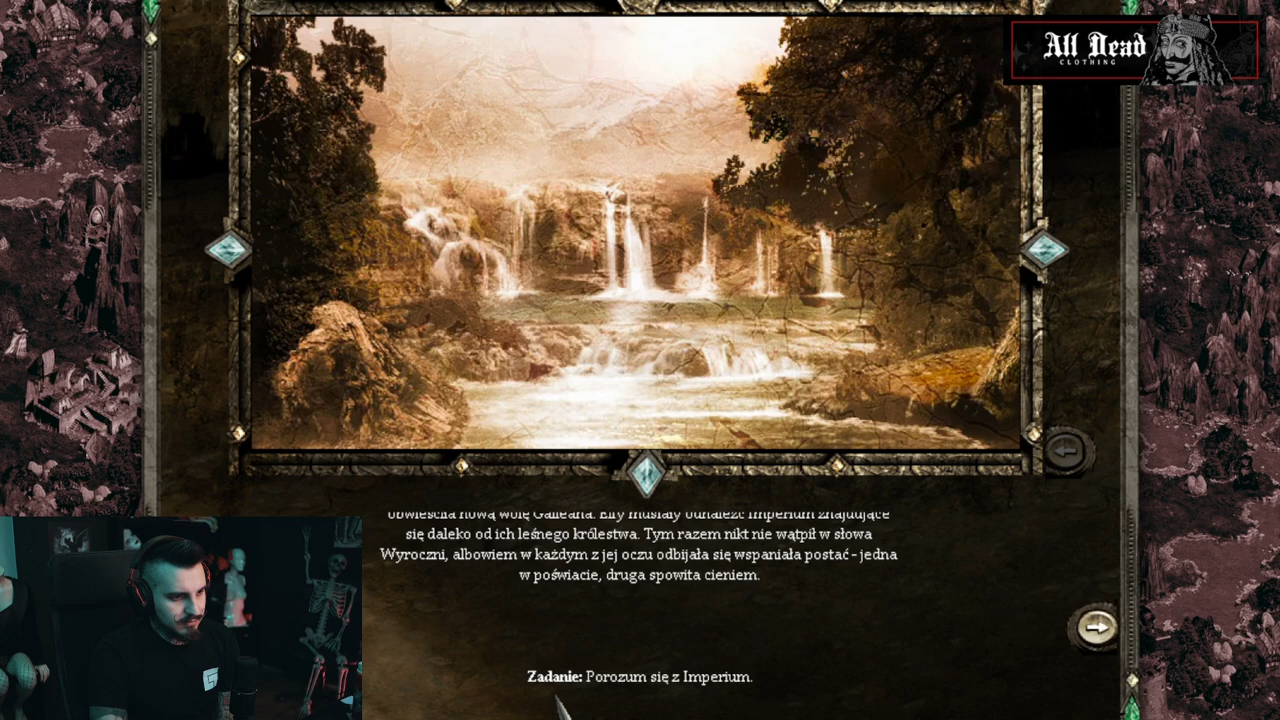 All Dead
CLOTHING
obwieściła nową wolę Galleana. Elfy musiały odnaleźć Imperium znajdujące
się daleko od ich leśnego królestwa. Tym razem nikt nie wątpił w słowa
Wyroczni, albowiem w każdym z jej oczu odbijała się wspaniała postać - jedna
w poświacie, druga spowita cieniem.
Zadanie: Porozum się z Imperium.